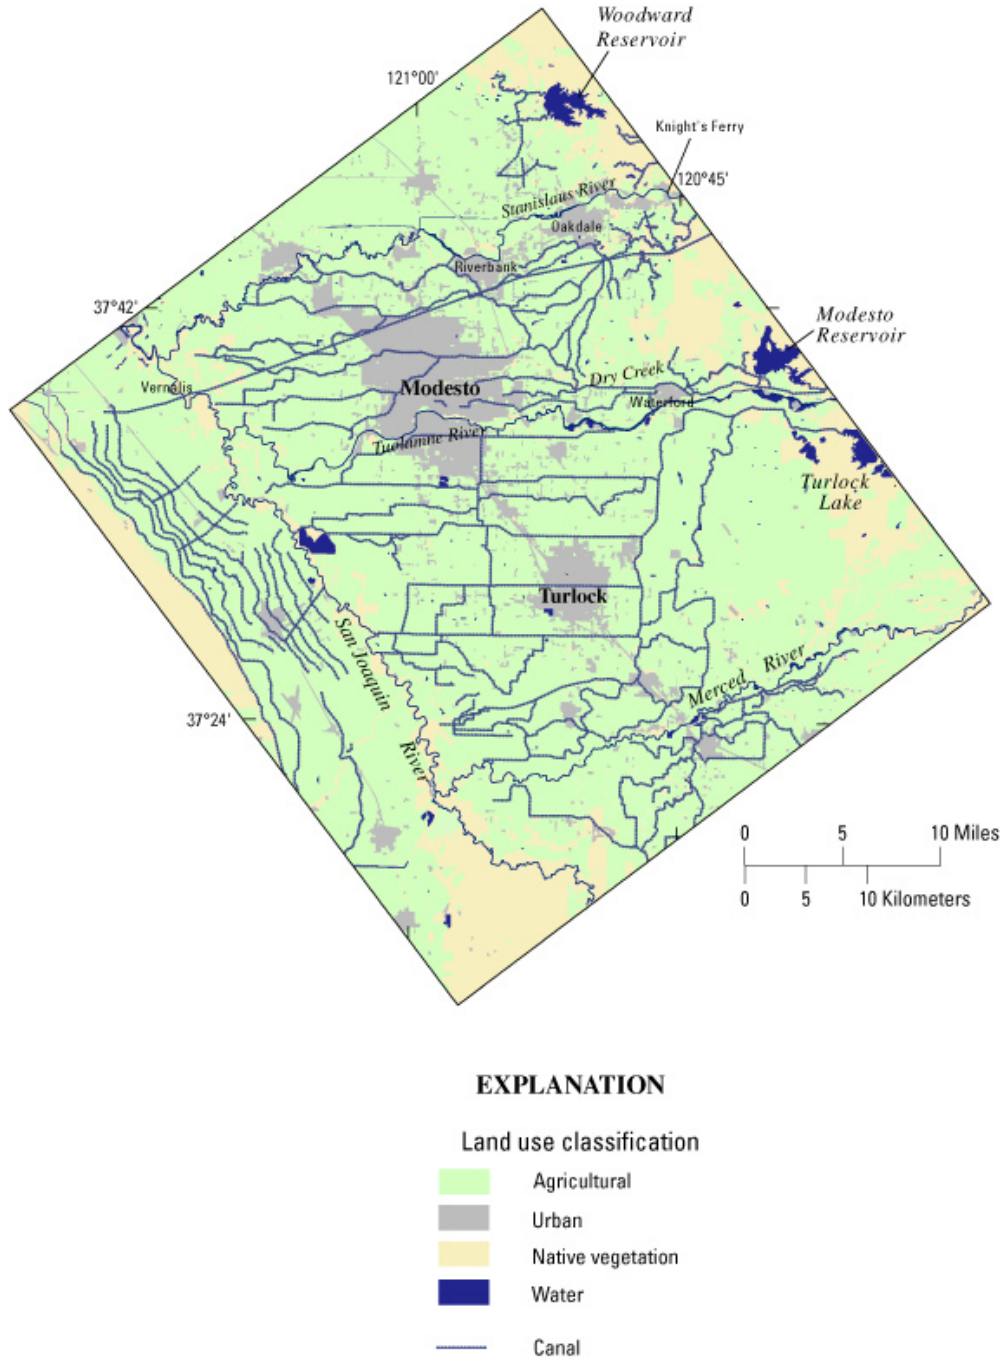 Woodward
Reservoir
121°00'
Knight's Ferry
120°45'
Stanislaus River
Oakdale
Riverbank
37°42'
Modesto
Reservoir
Dry Creek
Vernalis
Modesto
Waterford
Tuolumne River
Turlock
Lake
Turlock
San Joaquin
River
Merced River
37°24'
0 5 10 Miles
0 5 10 Kilometers
EXPLANATION
Land use classification
Agricultural
Urban
Native vegetation
Water
Canal